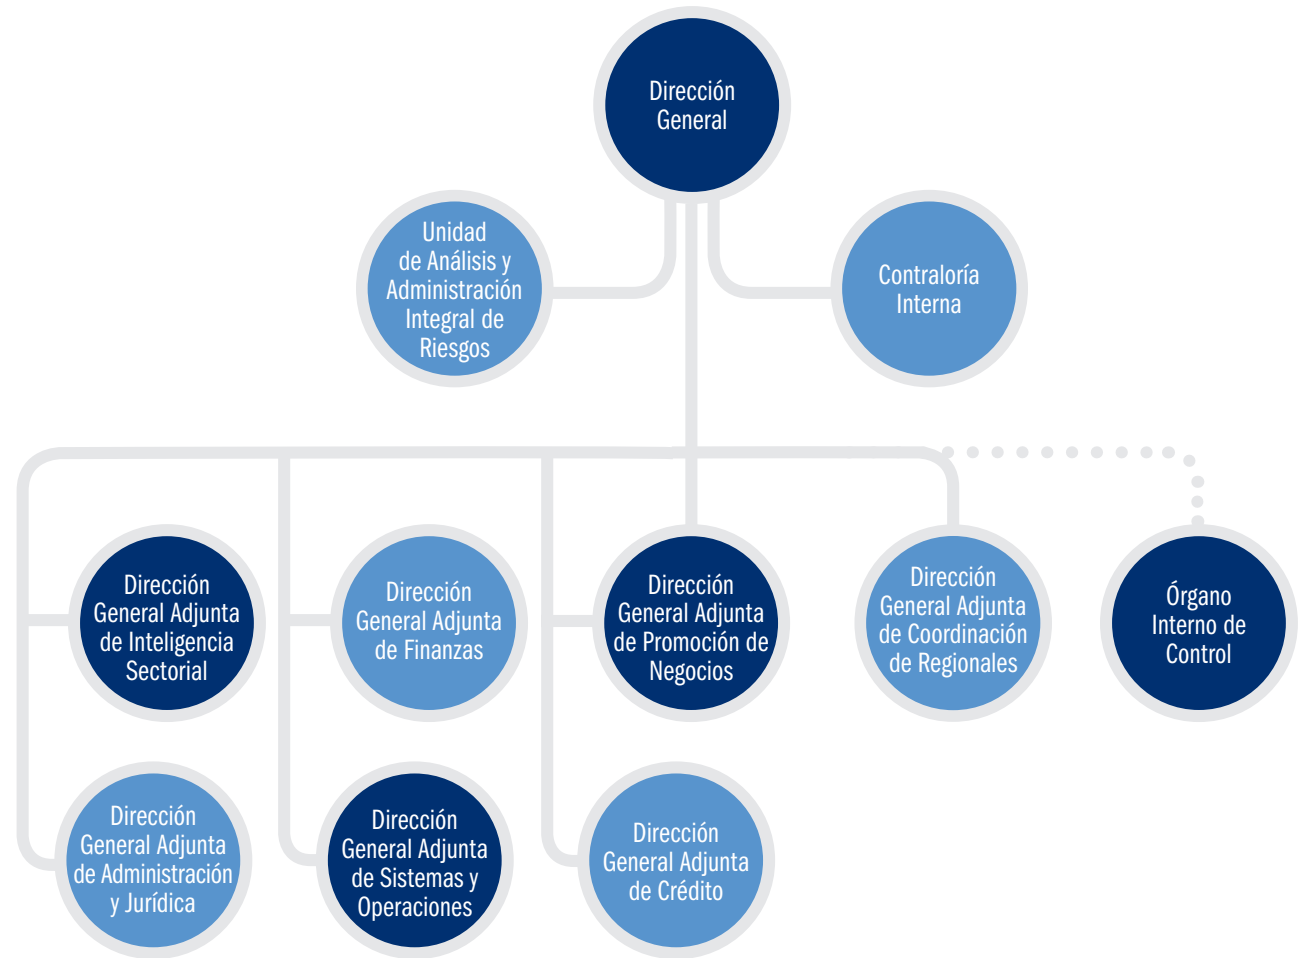 Dirección
General
Unidad
de Análisis y
Administración
Integral de
Riesgos
Contraloría
Interna
Dirección
General Adjunta
de Inteligencia
Sectorial
Dirección
General Adjunta
de Finanzas
Dirección
General Adjunta
de Promoción de
Negocios
Dirección
General Adjunta
de Coordinación
de Regionales
Órgano
Interno de
Control
Dirección
General Adjunta
de Administración
y Jurídica
Dirección
General Adjunta
de Sistemas y
Operaciones
Dirección
General Adjunta
de Crédito